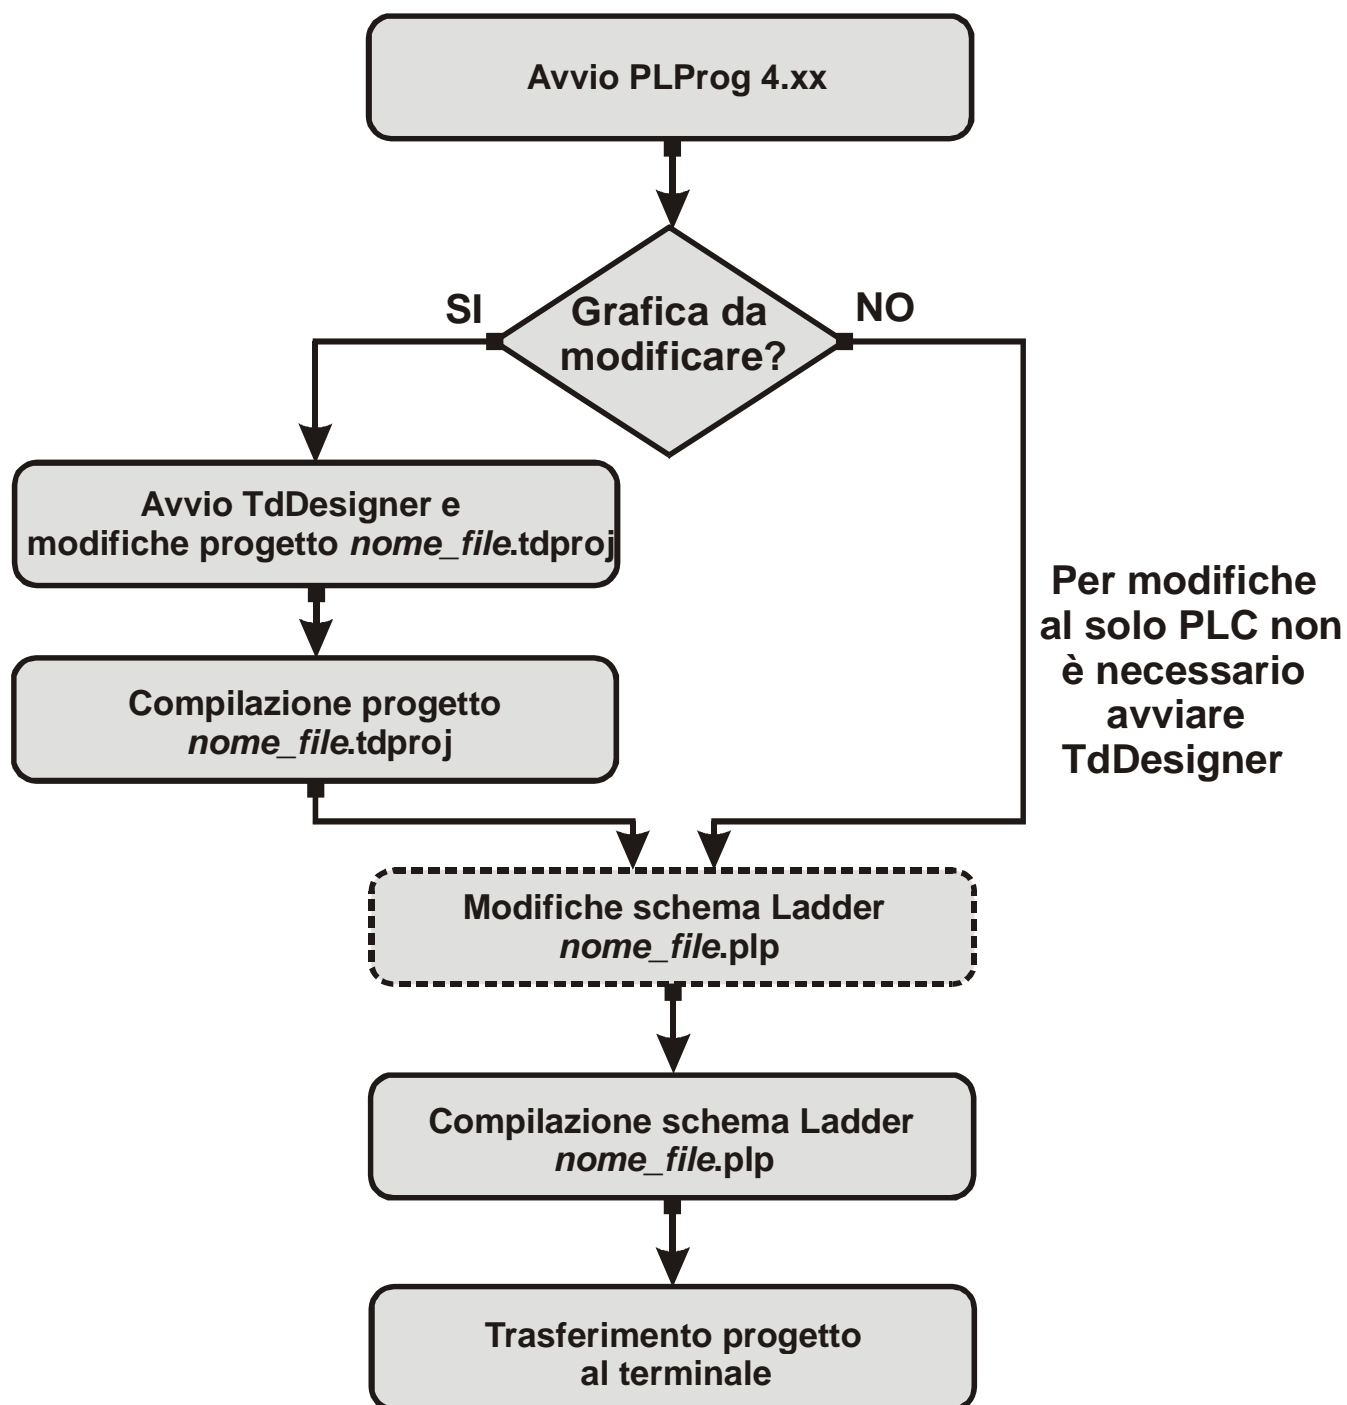 Avvio PLProg 4.xx
SI
Grafica da
modificare?
NO
Avvio TdDesigner e
modifiche progetto nome_file.tdproj
Compilazione progetto
nome_file.tdproj
Per modifiche
al solo PLC non
è necessario
avviare
TdDesigner
Modifiche schema Ladder
nome_file.plp
Compilazione schema Ladder
nome_file.plp
Trasferimento progetto
al terminale